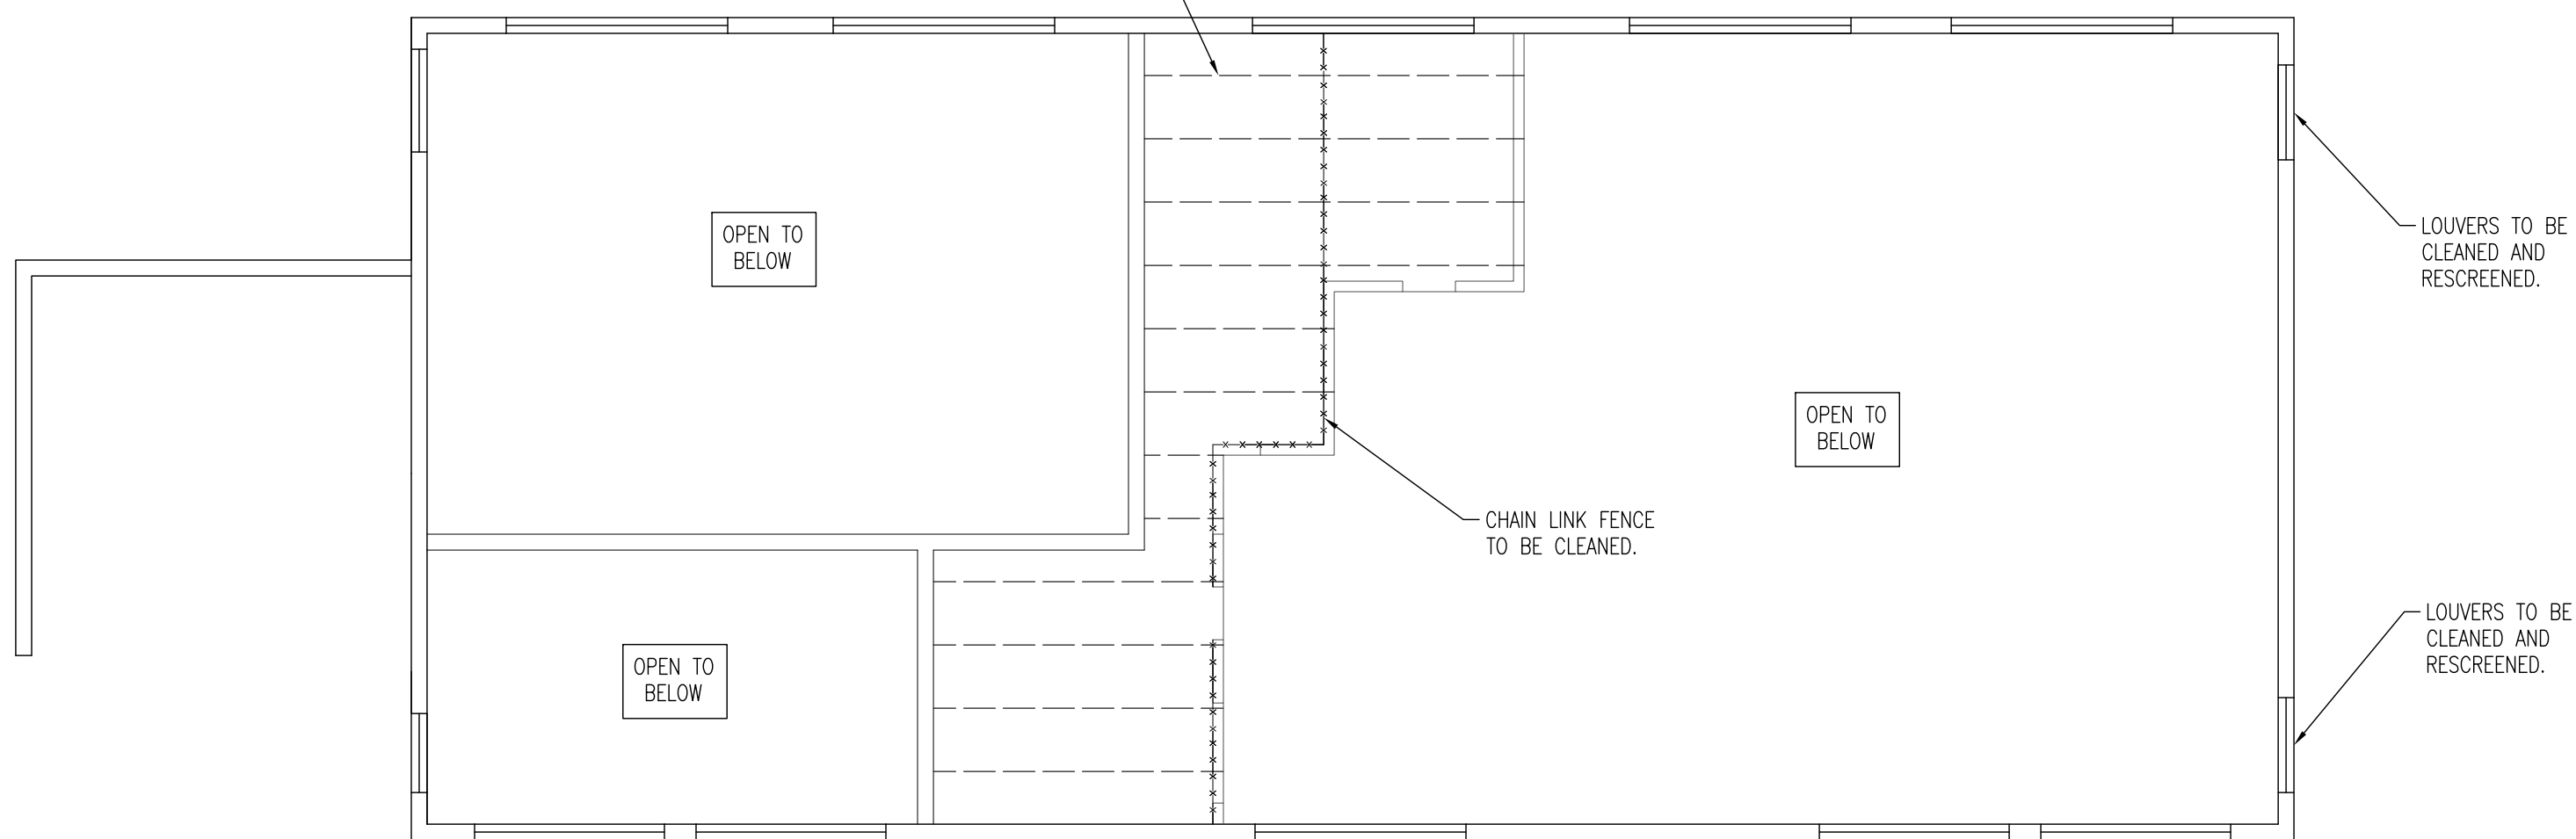 OPEN TO
BELOW
LOUVERS TO BE
CLEANED AND
RESCREENED.
OPEN TO
BELOW
CHAIN LINK FENCE
TO BE CLEANED.
OPEN TO
BELOW
LOUVERS TO BE
CLEANED AND
RESCREENED.